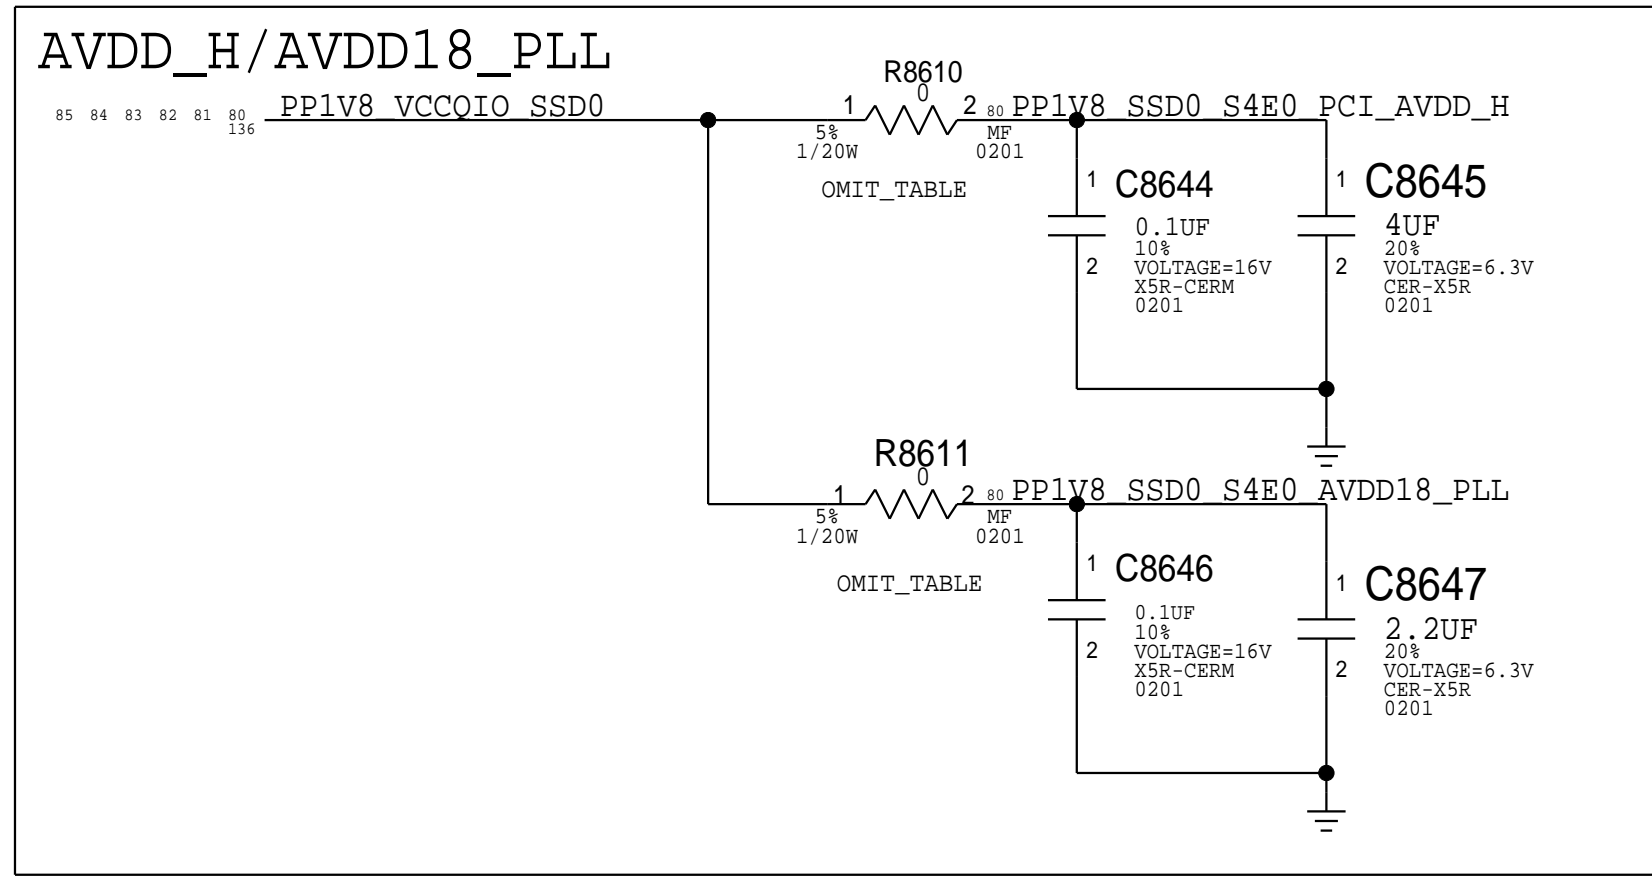 AVDD_H/AVDD18_PLL
85 84 83 82 81 80 PP1V8_VCCQIO_SSD0
136
R8610
0
1 2 80 PP1V8_SSD0_S4E0_PCI_AVDD_H
5% MF
1/20W 0201
OMIT_TABLE
1 C8644
0.1UF
10%
2 VOLTAGE=16V
X5R-CERM
0201
1 C8645
4UF
20%
2 VOLTAGE=6.3V
CER-X5R
0201
R8611
0
1 2 80 PP1V8_SSD0_S4E0_AVDD18_PLL
5% MF
1/20W 0201
OMIT_TABLE
1 C8646
0.1UF
10%
2 VOLTAGE=16V
X5R-CERM
0201
1 C8647
2.2UF
20%
2 VOLTAGE=6.3V
CER-X5R
0201